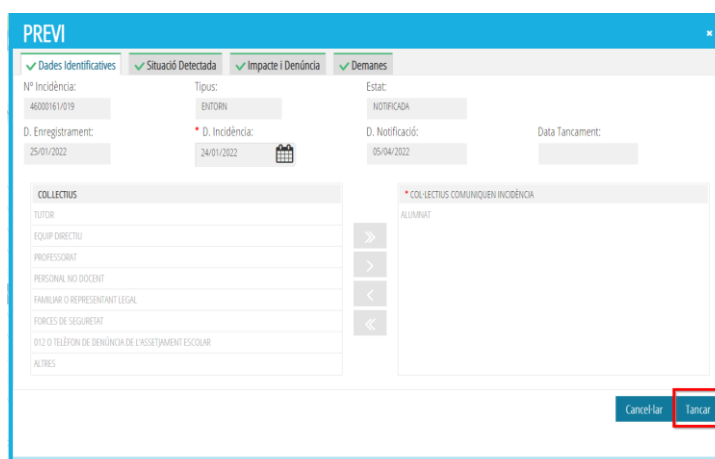 PREVI
Dades Identificatives Situació Detectada Impacte i Denúncia Demanes
Nº Incidència: Tipus: Estat:
46000161/019 ENTORN NOTIFICADA
D. Enregistrament: * D. Incidència: D. Notificació: Data Tancament:
25/01/2022 24/01/2022 05/04/2022
COL.LECTIUS * COL·LECTIUS COMUNIQUEN INCIDÈNCIA
TUTOR ALUMNAT
EQUIP DIRECTIU
PROFESSORAT
PERSONAL NO DOCENT
FAMILIAR O REPRESENTANT LEGAL
FORCES DE SEGURETAT
012 O TELÈFON DE DENÚNCIA DE L'ASSETJAMENT ESCOLAR
ALTRES
Cancel·lar Tancar